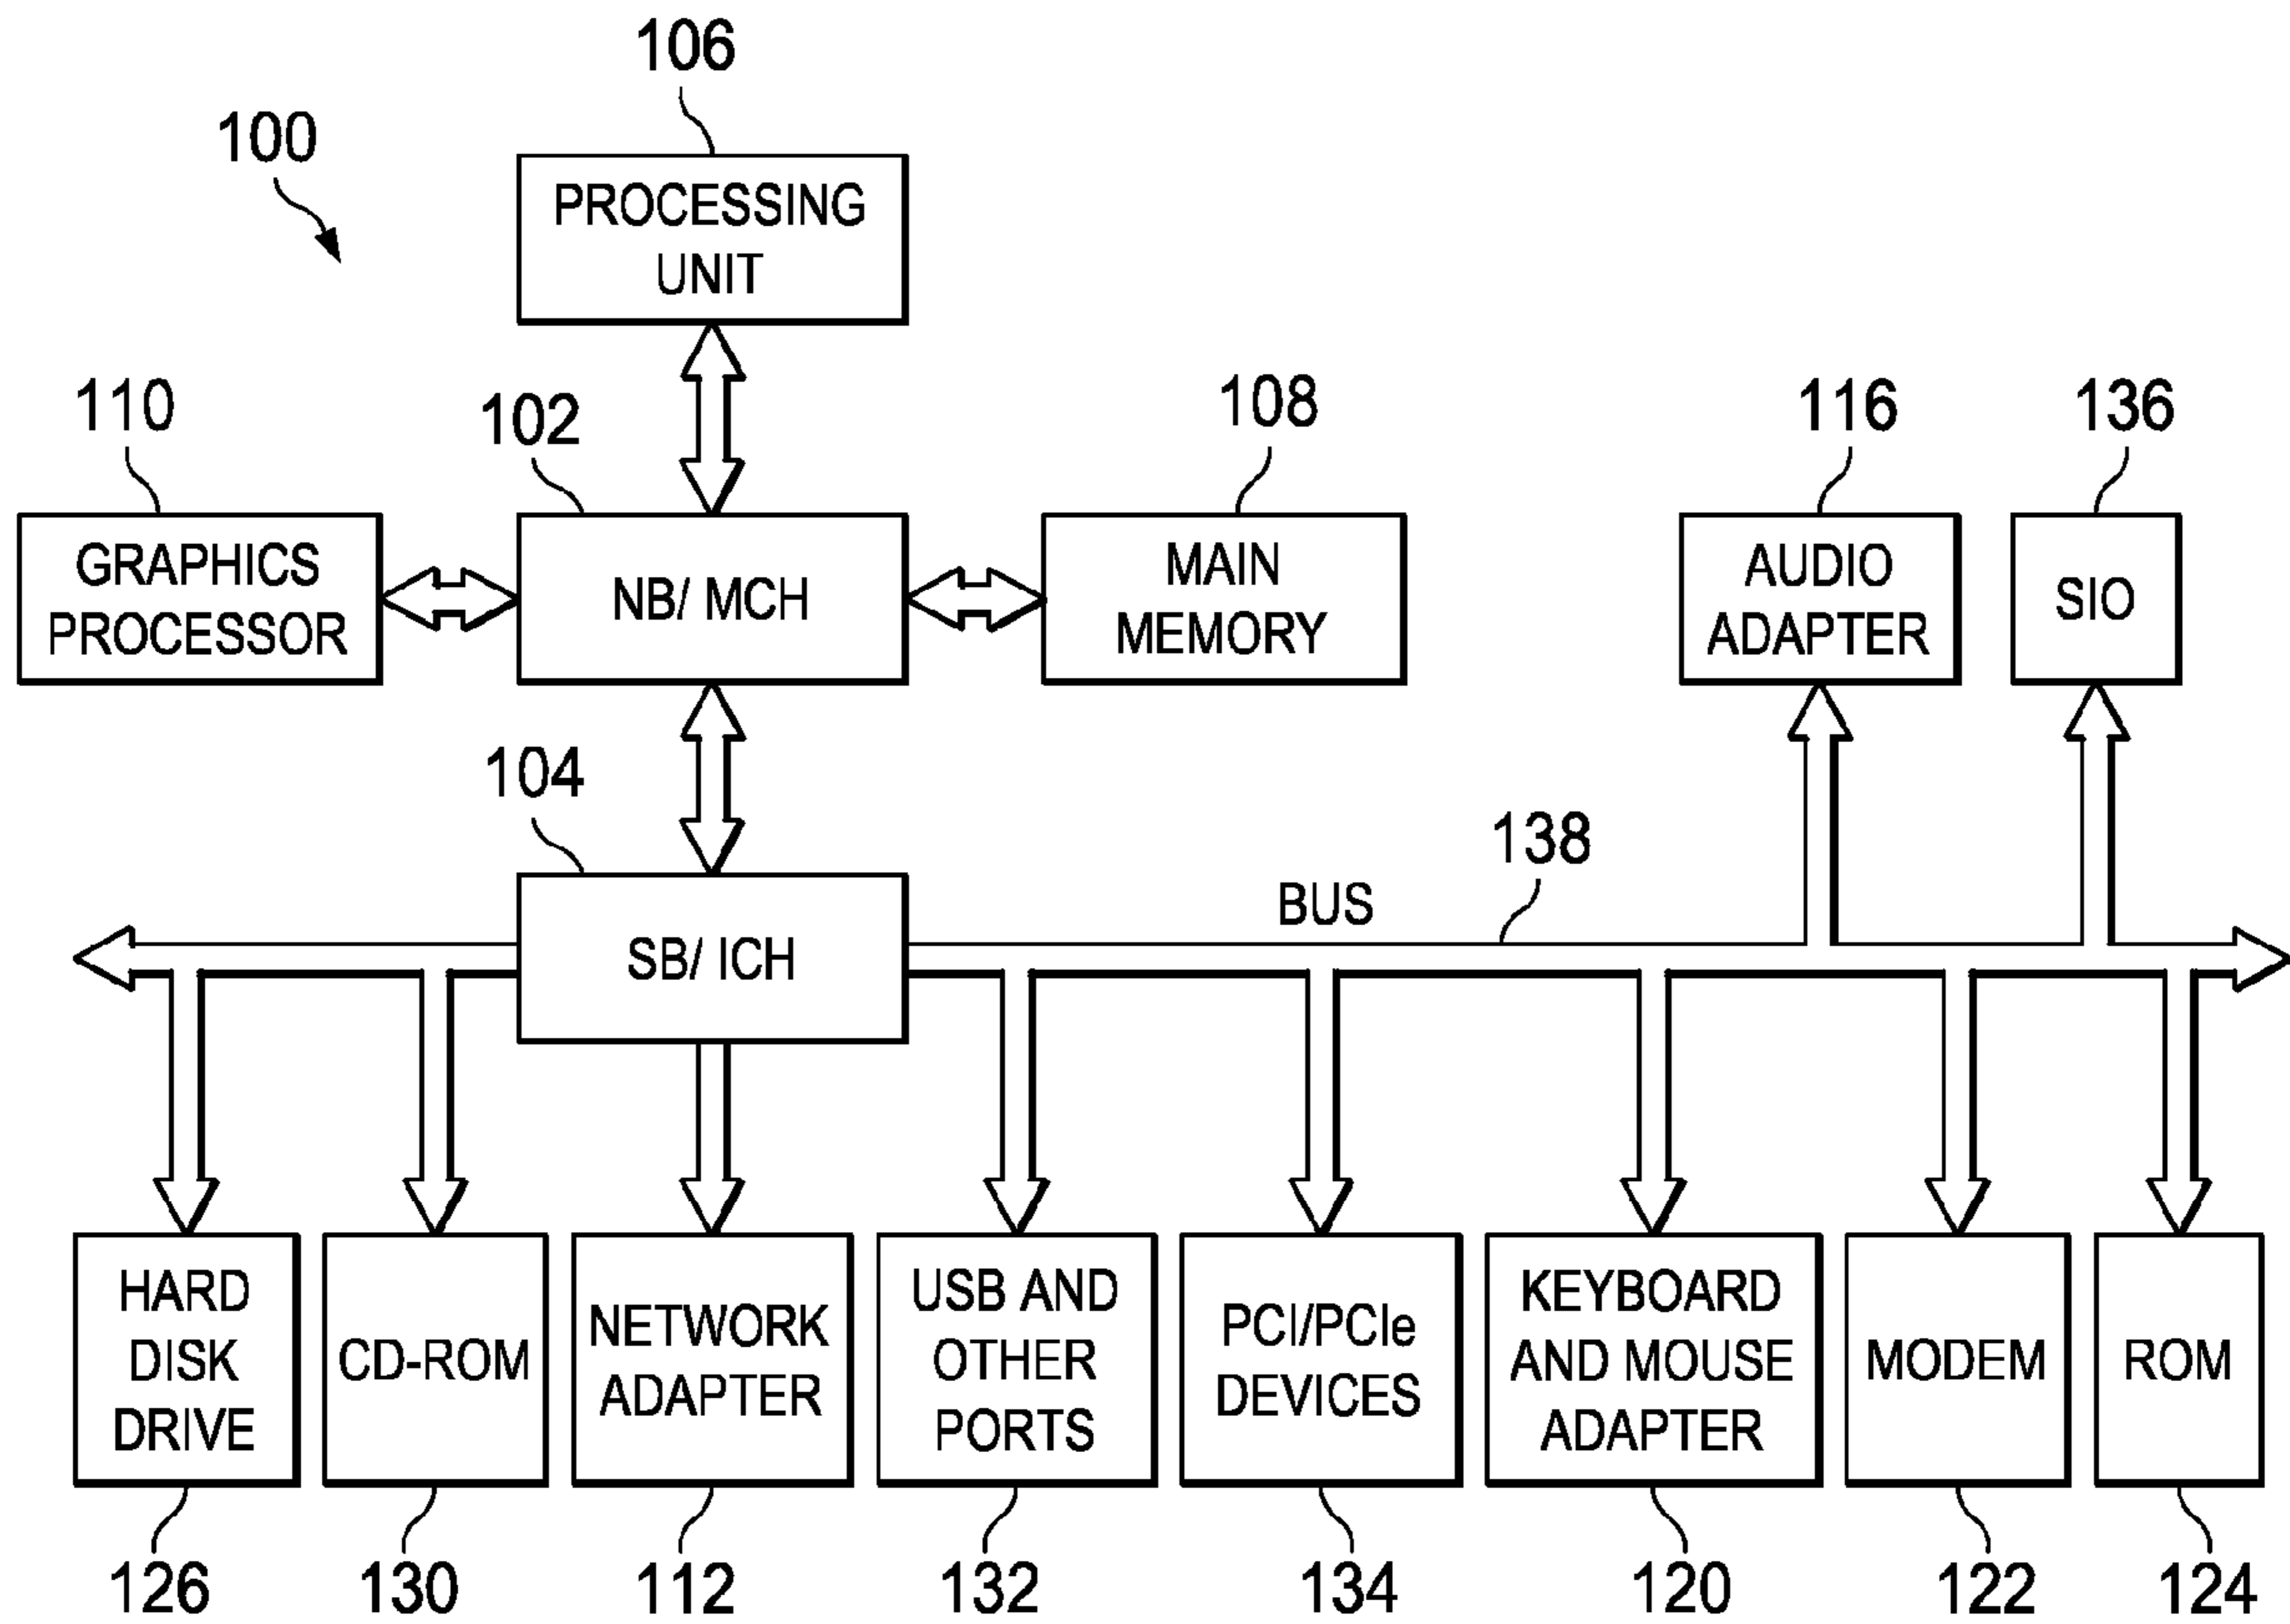 106
100
PROCESSING
UNIT
110
102
108
116
136
GRAPHICS
PROCESSOR
NB/ MCH
MAIN
MEMORY
AUDIO
ADAPTER
SIO
104
138
BUS
SB/ ICH
HARD
DISK
DRIVE
CD-ROM
NETWORK
ADAPTER
USB AND
OTHER
PORTS
PCI/PCIe
DEVICES
KEYBOARD
AND MOUSE
ADAPTER
MODEM
ROM
126
130
112
132
134
120
122
124